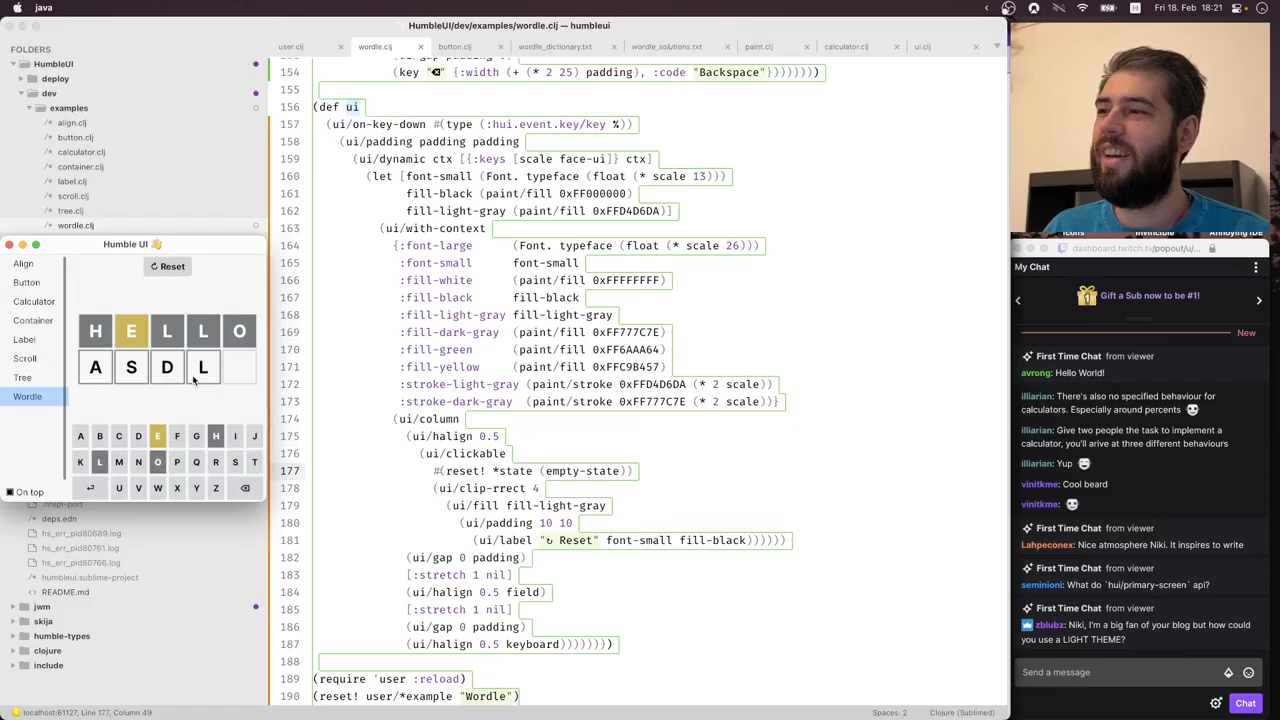 java
Fri 18. Feb 18:21
HumbleUI/dev/examples/wordle.clj — humbleui
FOLDERS
HumbleUI
deploy
dev
examples
align.clj
button.clj
calculator.clj
container.clj
label.clj
scroll.clj
tree.clj
wordle.clj
Humble UI 👋
Align
Button
Calculator
Container
Label
Scroll
Tree
Wordle
On top
↻ Reset
H E L L O
A S D L
A B C D E F G H I J
K L M N O P Q R S T
↵ U V W X Y Z ⌫
.nrepl-port
deps.edn
hs_err_pid80689.log
hs_err_pid80761.log
hs_err_pid80766.log
humbleui.sublime-project
README.md
jwm
skija
humble-types
clojure
include
user.clj
wordle.clj
button.clj
wordle_dictionary.txt
wordle_solutions.txt
paint.clj
calculator.clj
ui.clj
154 (key "⌫" {:width (+ (* 2 25) padding), :code "Backspace"})))))))
155
156 (def ui
157 (ui/on-key-down #(type (:hui.event.key/key %))
158 (ui/padding padding padding
159 (ui/dynamic ctx [{:keys [scale face-ui]} ctx]
160 (let [font-small (Font. typeface (float (* scale 13)))
161 fill-black (paint/fill 0xFF000000)
162 fill-light-gray (paint/fill 0xFFD4D6DA)]
163 (ui/with-context
164 {:font-large (Font. typeface (float (* scale 26)))
165 :font-small font-small
166 :fill-white (paint/fill 0xFFFFFFFF)
167 :fill-black fill-black
168 :fill-light-gray fill-light-gray
169 :fill-dark-gray (paint/fill 0xFF777C7E)
170 :fill-green (paint/fill 0xFF6AAA64)
171 :fill-yellow (paint/fill 0xFFC9B457)
172 :stroke-light-gray (paint/stroke 0xFFD4D6DA (* 2 scale))
173 :stroke-dark-gray (paint/stroke 0xFF777C7E (* 2 scale))}
174 (ui/column
175 (ui/halign 0.5
176 (ui/clickable
177 #(reset! *state (empty-state))
178 (ui/clip-rrect 4
179 (ui/fill fill-light-gray
180 (ui/padding 10 10
181 (ui/label "↻ Reset" font-small fill-black))))))
182 (ui/gap 0 padding)
183 [:stretch 1 nil]
184 (ui/halign 0.5 field)
185 [:stretch 1 nil]
186 (ui/gap 0 padding)
187 (ui/halign 0.5 keyboard))))))))
188
189 (require 'user :reload)
190 (reset! user/*example "Wordle")
localhost:61127, Line 177, Column 49
Spaces: 2
Clojure (Sublimed)
Icons
Invincible
Annoying IDE
dashboard.twitch.tv/popout/u/...
My Chat
1
Gift a Sub now to be #1!
New
First Time Chat from viewer
avrong: Hello World!
illiarian: There's also no specified behaviour for
calculators. Especially around percents
illiarian: Give two people the task to implement a
calculator, you'll arive at three different behaviours
illiarian: Yup
vinitkme: Cool beard
vinitkme:
First Time Chat from viewer
Lahpeconex: Nice atmosphere Niki. It inspires to write
First Time Chat from viewer
seminioni: What do `hui/primary-screen` api?
First Time Chat from viewer
zblubz: Niki, I'm a big fan of your blog but how could
you use a LIGHT THEME?
Send a message
Chat